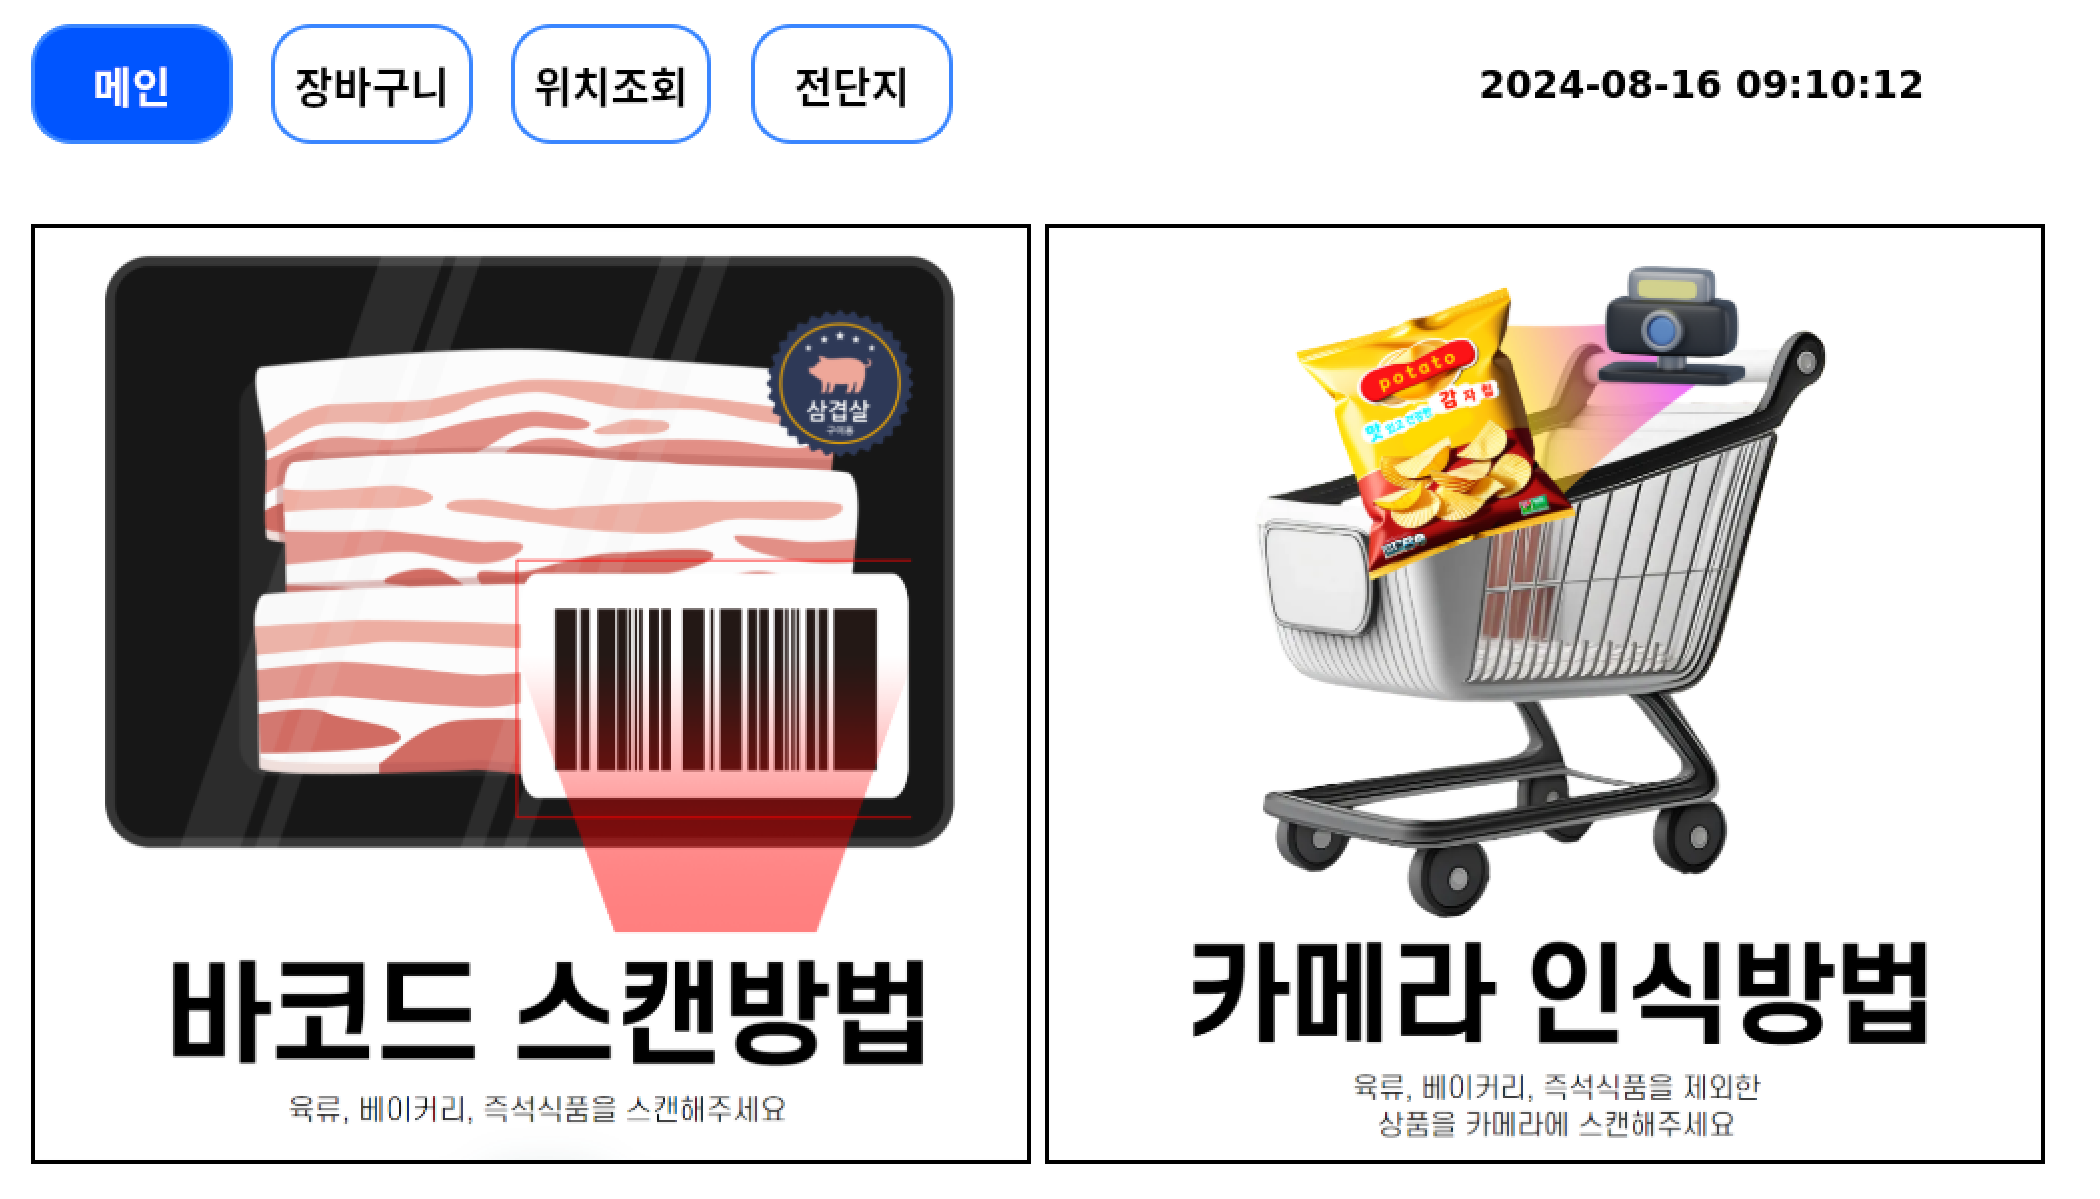 메인
장바구니
위치조회
전단지
2024-08-16 09:10:12
삼겹살
구이용
potato
감자칩
바코드 스캔방법
육류, 베이커리, 즉석식품을 스캔해주세요
카메라 인식방법
육류, 베이커리, 즉석식품을 제외한
상품을 카메라에 스캔해주세요